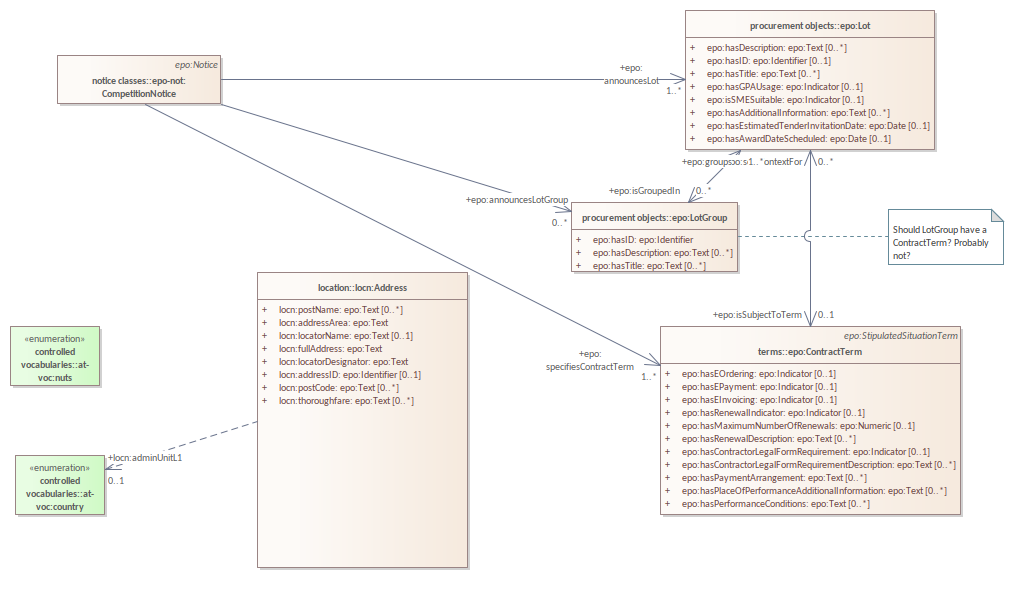 epo:Notice
notice classes::epo-not:
CompetitionNotice
+epo:
announcesLot
1..*
procurement objects::epo:Lot
+ epo:hasDescription: epo:Text [0..*]
+ epo:hasID: epo:Identifier [0..1]
+ epo:hasTitle: epo:Text [0..*]
+ epo:hasGPAUsage: epo:Indicator [0..1]
+ epo:isSMESuitable: epo:Indicator [0..1]
+ epo:hasAdditionalInformation: epo:Text [0..*]
+ epo:hasEstimatedTenderInvitationDate: epo:Date [0..1]
+ epo:hasAwardDateScheduled: epo:Date [0..1]
+epo:groups 1..* ontextFor 0..*
+epo:isGroupedIn 0..*
+epo:announcesLotGroup
0..*
procurement objects::epo:LotGroup
+ epo:hasID: epo:Identifier
+ epo:hasDescription: epo:Text [0..*]
+ epo:hasTitle: epo:Text [0..*]
Should LotGroup have a
ContractTerm? Probably
not?
location::locn:Address
+ locn:postName: epo:Text [0..*]
+ locn:addressArea: epo:Text
+ locn:locatorName: epo:Text [0..1]
+ locn:fullAddress: epo:Text
+ locn:locatorDesignator: epo:Text
+ locn:addressID: epo:Identifier [0..1]
+ locn:postCode: epo:Text [0..*]
+ locn:thoroughfare: epo:Text [0..*]
«enumeration»
controlled
vocabularies::at-
voc:nuts
«enumeration»
controlled
vocabularies::at-
voc:country
+locn:adminUnitL1
0..1
+epo:isSubjectToTerm 0..1
+epo:
specifiesContractTerm
1..*
epo:StipulatedSituationTerm
terms::epo:ContractTerm
+ epo:hasEOrdering: epo:Indicator [0..1]
+ epo:hasEPayment: epo:Indicator [0..1]
+ epo:hasEInvoicing: epo:Indicator [0..1]
+ epo:hasRenewalIndicator: epo:Indicator [0..1]
+ epo:hasMaximumNumberOfRenewals: epo:Numeric [0..1]
+ epo:hasRenewalDescription: epo:Text [0..*]
+ epo:hasContractorLegalFormRequirement: epo:Indicator [0..1]
+ epo:hasContractorLegalFormRequirementDescription: epo:Text [0..*]
+ epo:hasPaymentArrangement: epo:Text [0..*]
+ epo:hasPlaceOfPerformanceAdditionalInformation: epo:Text [0..*]
+ epo:hasPerformanceConditions: epo:Text [0..*]